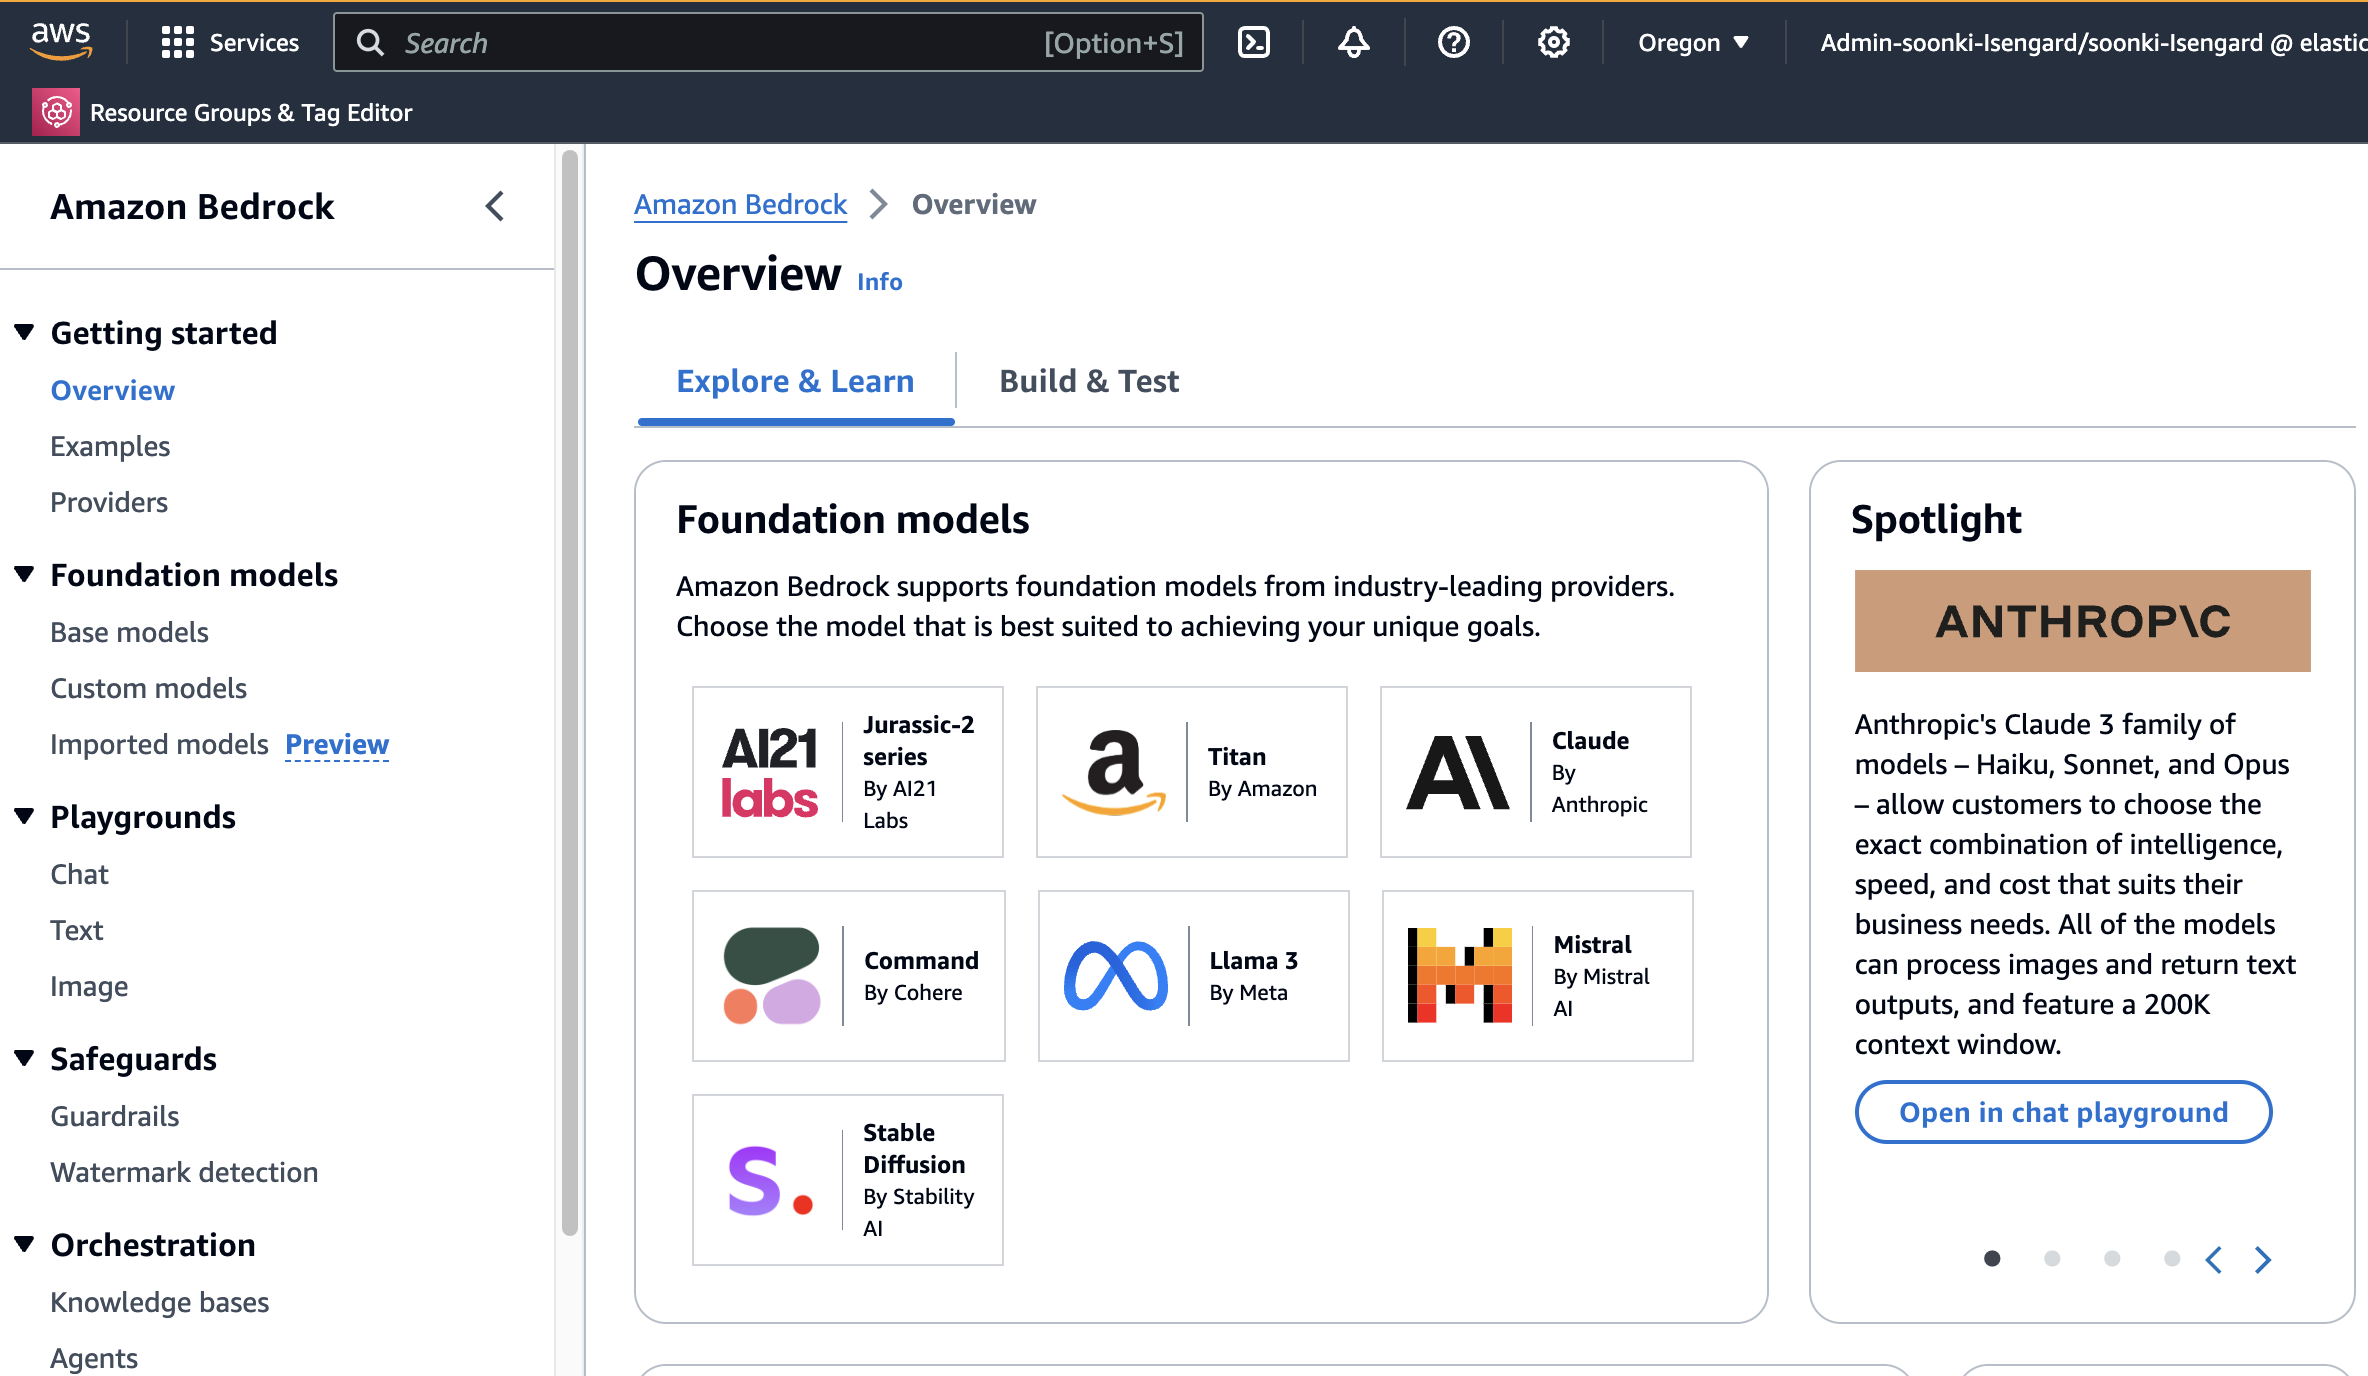 aws
Services
Search
[Option+S]
Oregon
Admin-soonki-Isengard/soonki-Isengard @ elastic
Resource Groups & Tag Editor
Amazon Bedrock
Getting started
Overview
Examples
Providers
Foundation models
Base models
Custom models
Imported models Preview
Playgrounds
Chat
Text
Image
Safeguards
Guardrails
Watermark detection
Orchestration
Knowledge bases
Agents
Amazon Bedrock > Overview
Overview Info
Explore & Learn
Build & Test
Foundation models
Amazon Bedrock supports foundation models from industry-leading providers.
Choose the model that is best suited to achieving your unique goals.
AI21
labs
Jurassic-2
series
By AI21
Labs
a
Titan
By Amazon
A\
Claude
By
Anthropic
Command
By Cohere
Llama 3
By Meta
Mistral
By Mistral
AI
S.
Stable
Diffusion
By Stability
AI
Spotlight
ANTHROP\C
Anthropic's Claude 3 family of
models – Haiku, Sonnet, and Opus
– allow customers to choose the
exact combination of intelligence,
speed, and cost that suits their
business needs. All of the models
can process images and return text
outputs, and feature a 200K
context window.
Open in chat playground